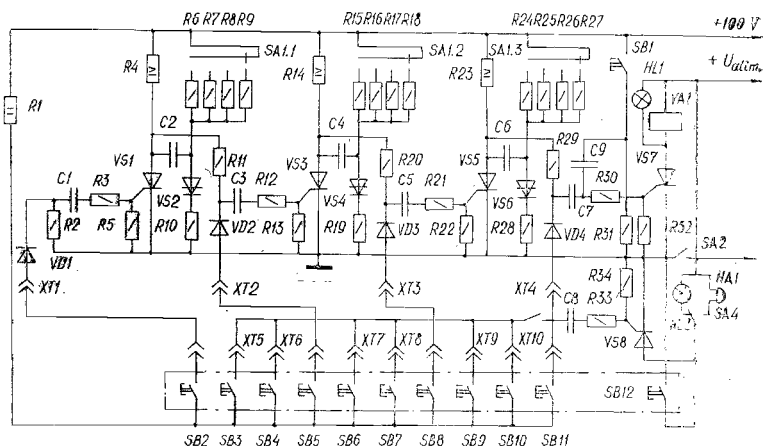 R6 R7 R8 R9
R15 R16 R17 R18
R24 R25 R26 R27
+100 V
SA1.1
SA1.2
SA1.3
SB1
+ Ualim.
R4
R14
R23
HL1
VA1
R1
C2
C4
C6
R29
C9
VS1
R11
VS3
R20
VS5
VS7
C1
R3
C3
R12
C5
R21
R30
VS2
VS4
VS6
C7
R2
R5
R10
VD2
R13
R19
VD3
R22
R28
VD4
R31
R32
SA2
VD1
XT1
XT2
XT3
XT4
R34
HA1
C8
R33
SA4
XT5
XT6
XT7
XT8
XT9
XT10
VS8
SB12
SB2
SB3
SB4
SB5
SB6
SB7
SB8
SB9
SB10
SB11